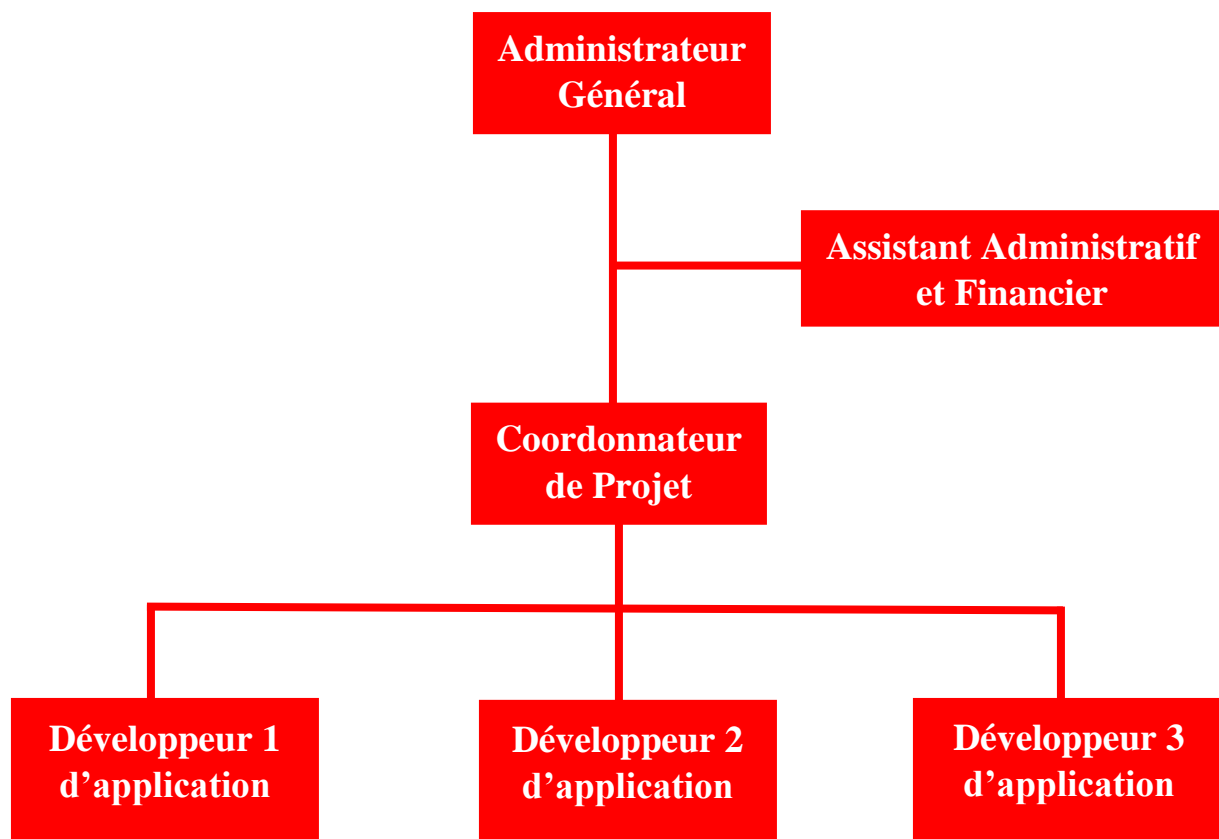 Administrateur
Général
Assistant Administratif
et Financier
Coordonnateur
de Projet
Développeur 1
d’application
Développeur 2
d’application
Développeur 3
d’application